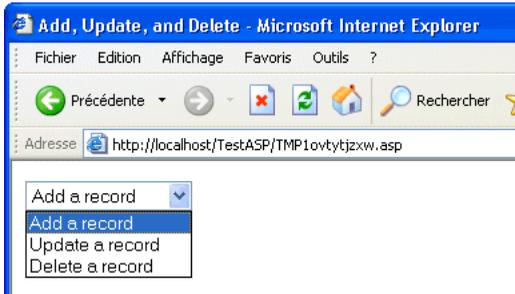 Add, Update, and Delete - Microsoft Internet Explorer
Fichier Edition Affichage Favoris Outils ?
Précédente Rechercher
Adresse http://localhost/TestASP/TMP1ovtytjzxw.asp
Add a record
Add a record
Update a record
Delete a record